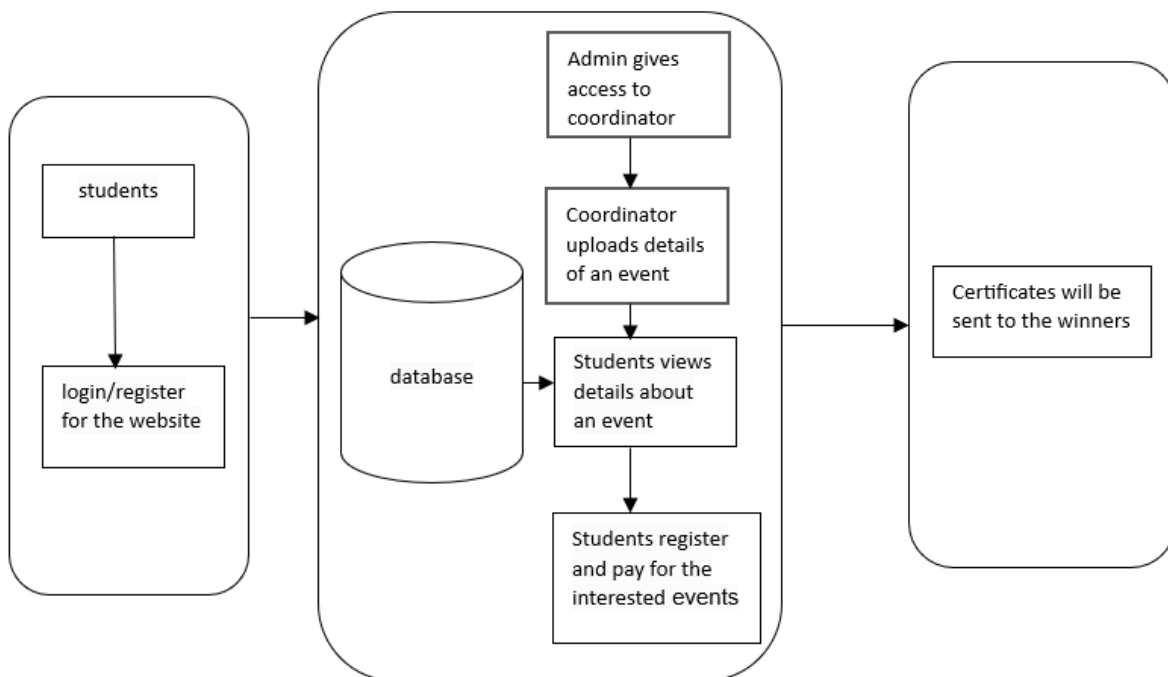 students
login/register
for the website
database
Admin gives
access to
coordinator
Coordinator
uploads details
of an event
Students views
details about
an event
Students register
and pay for the
interested events
Certificates will be
sent to the winners